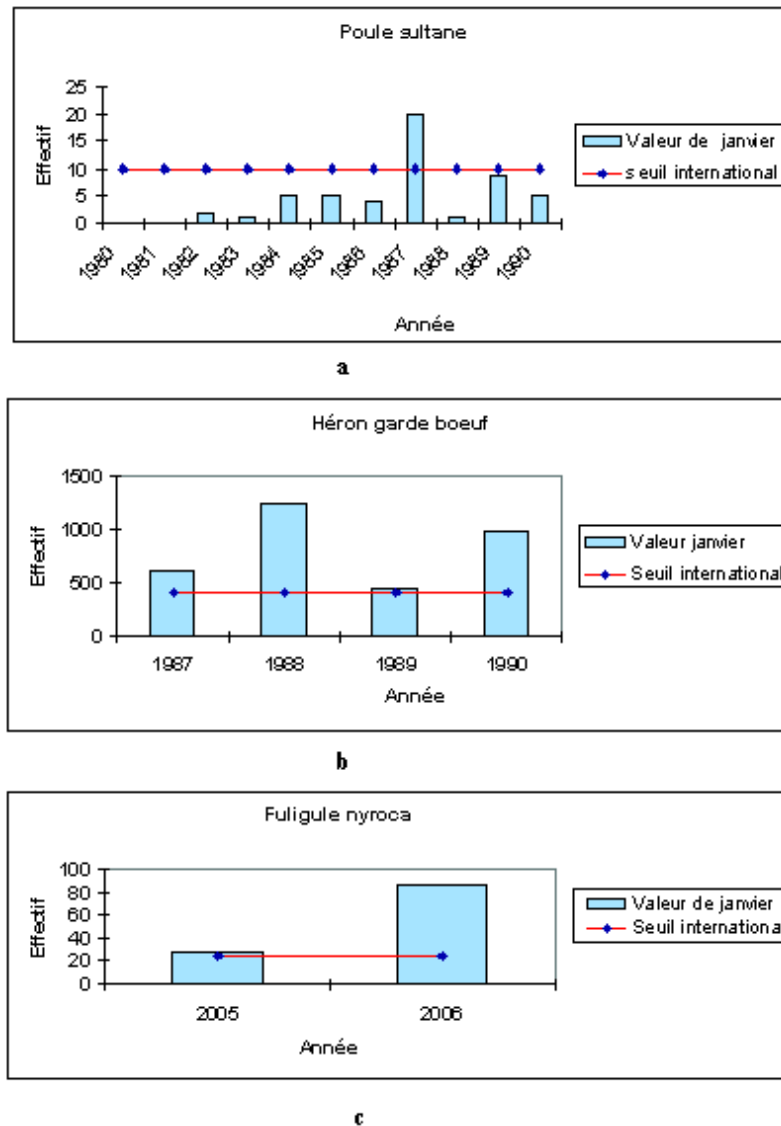 Poule sultane
Effectif
25
20
15
10
5
0
1980
1981
1982
1983
1984
1985
1986
1987
1988
1989
1990
Année
Valeur de janvier
seuil international
a
Héron garde boeuf
Effectif
1500
1000
500
0
1987
1988
1989
1990
Année
Valeur janvier
Seuil international
b
Fuligule nyroca
Effectif
100
80
60
40
20
0
2005
2006
Année
Valeur de janvier
Seuil international
c